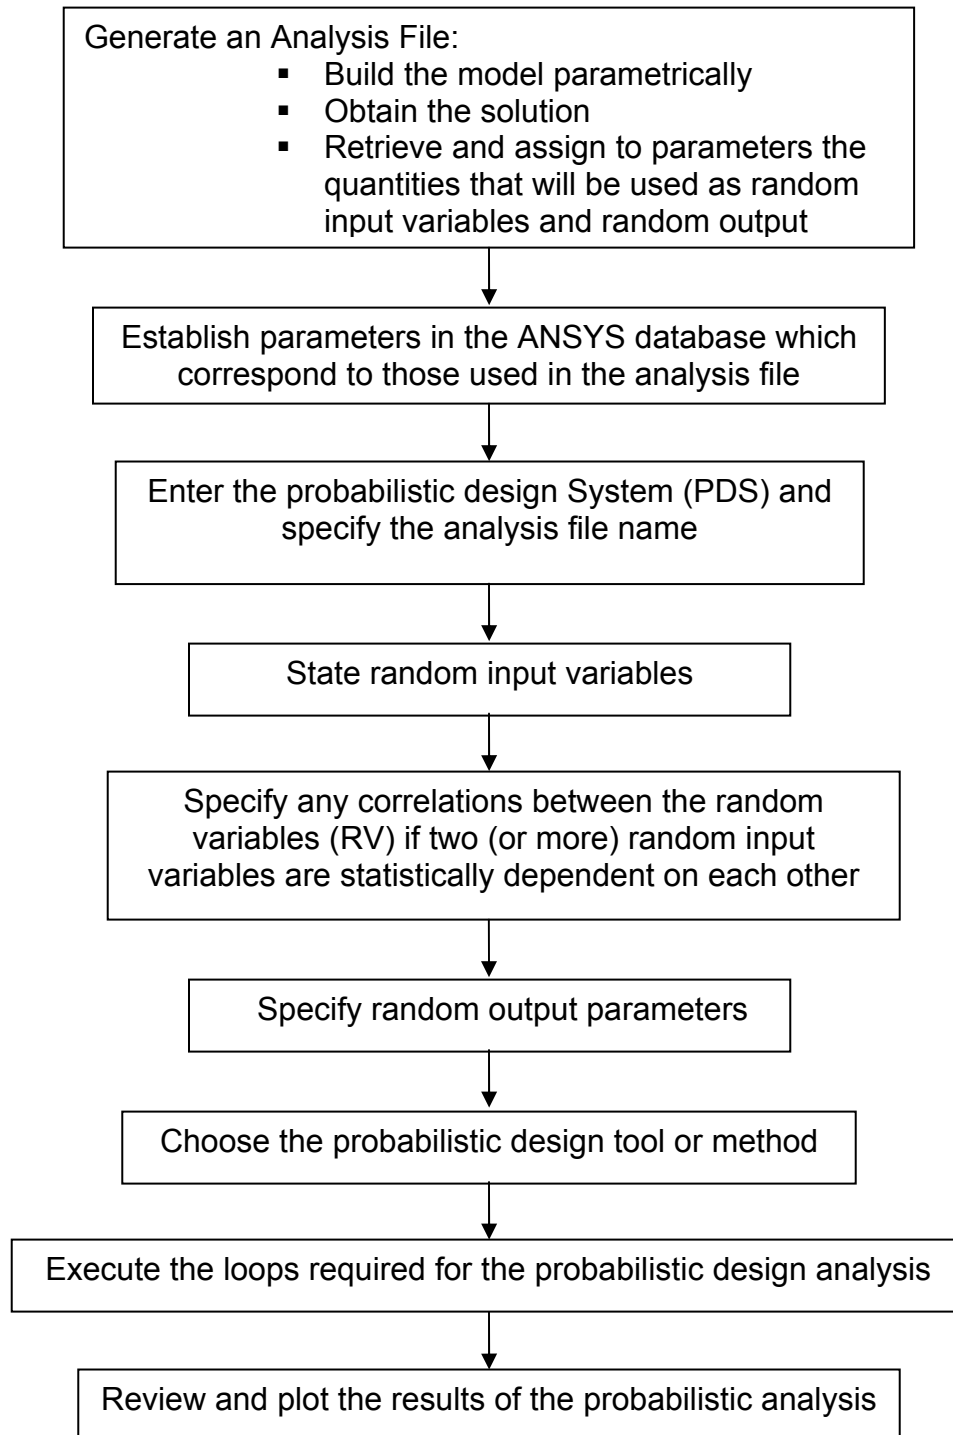 Generate an Analysis File:
▪ Build the model parametrically
▪ Obtain the solution
▪ Retrieve and assign to parameters the
quantities that will be used as random
input variables and random output
Establish parameters in the ANSYS database which
correspond to those used in the analysis file
Enter the probabilistic design System (PDS) and
specify the analysis file name
State random input variables
Specify any correlations between the random
variables (RV) if two (or more) random input
variables are statistically dependent on each other
Specify random output parameters
Choose the probabilistic design tool or method
Execute the loops required for the probabilistic design analysis
Review and plot the results of the probabilistic analysis